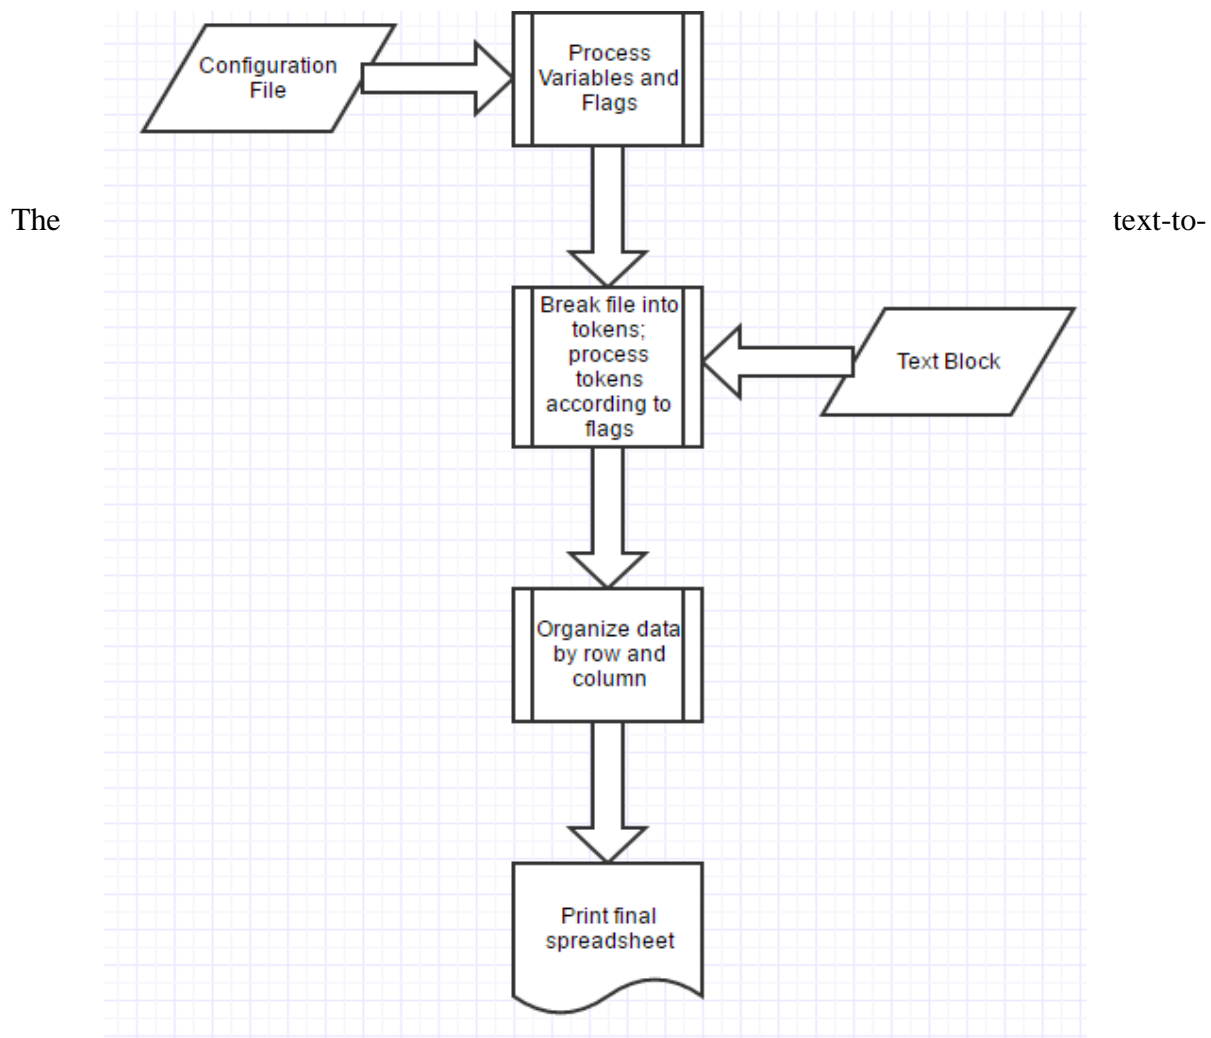 Configuration
File
Process
Variables and
Flags
The
text-to-
Break file into
tokens;
process
tokens
according to
flags
Text Block
Organize data
by row and
column
Print final
spreadsheet